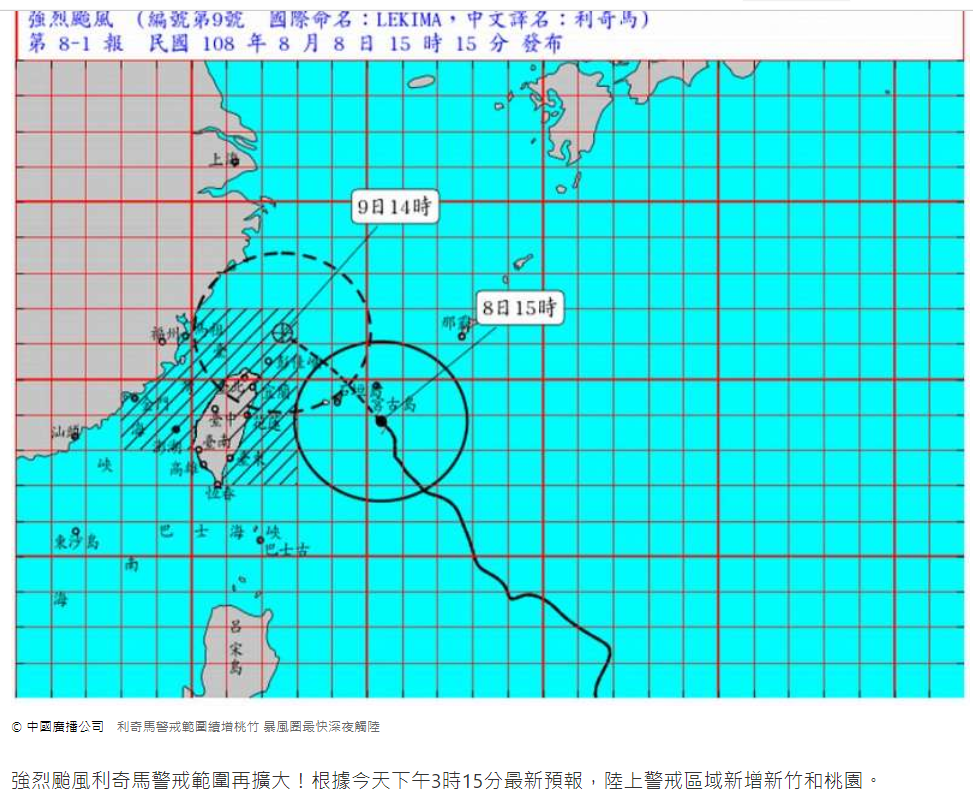 強烈颱風 (編號第9號 國際命名:LEKIMA,中文譯名:利奇馬)
第 8-1 報 民國 108 年 8 月 8 日 15 時 15 分 發布
上海
9日14時
8日15時
那霸
福州
馬祖
臺
彭佳嶼
灣
臺北
宜蘭
石垣島
宮古島
金門
臺中
花蓮
汕頭
海
澎湖
臺南
臺東
峽
高雄
恆春
東沙島
巴士海峽
巴士古
南
海
呂宋島
© 中國廣播公司 利奇馬警戒範圍續增桃竹 暴風圈最快深夜觸陸
強烈颱風利奇馬警戒範圍再擴大!根據今天下午3時15分最新預報,陸上警戒區域新增新竹和桃園。